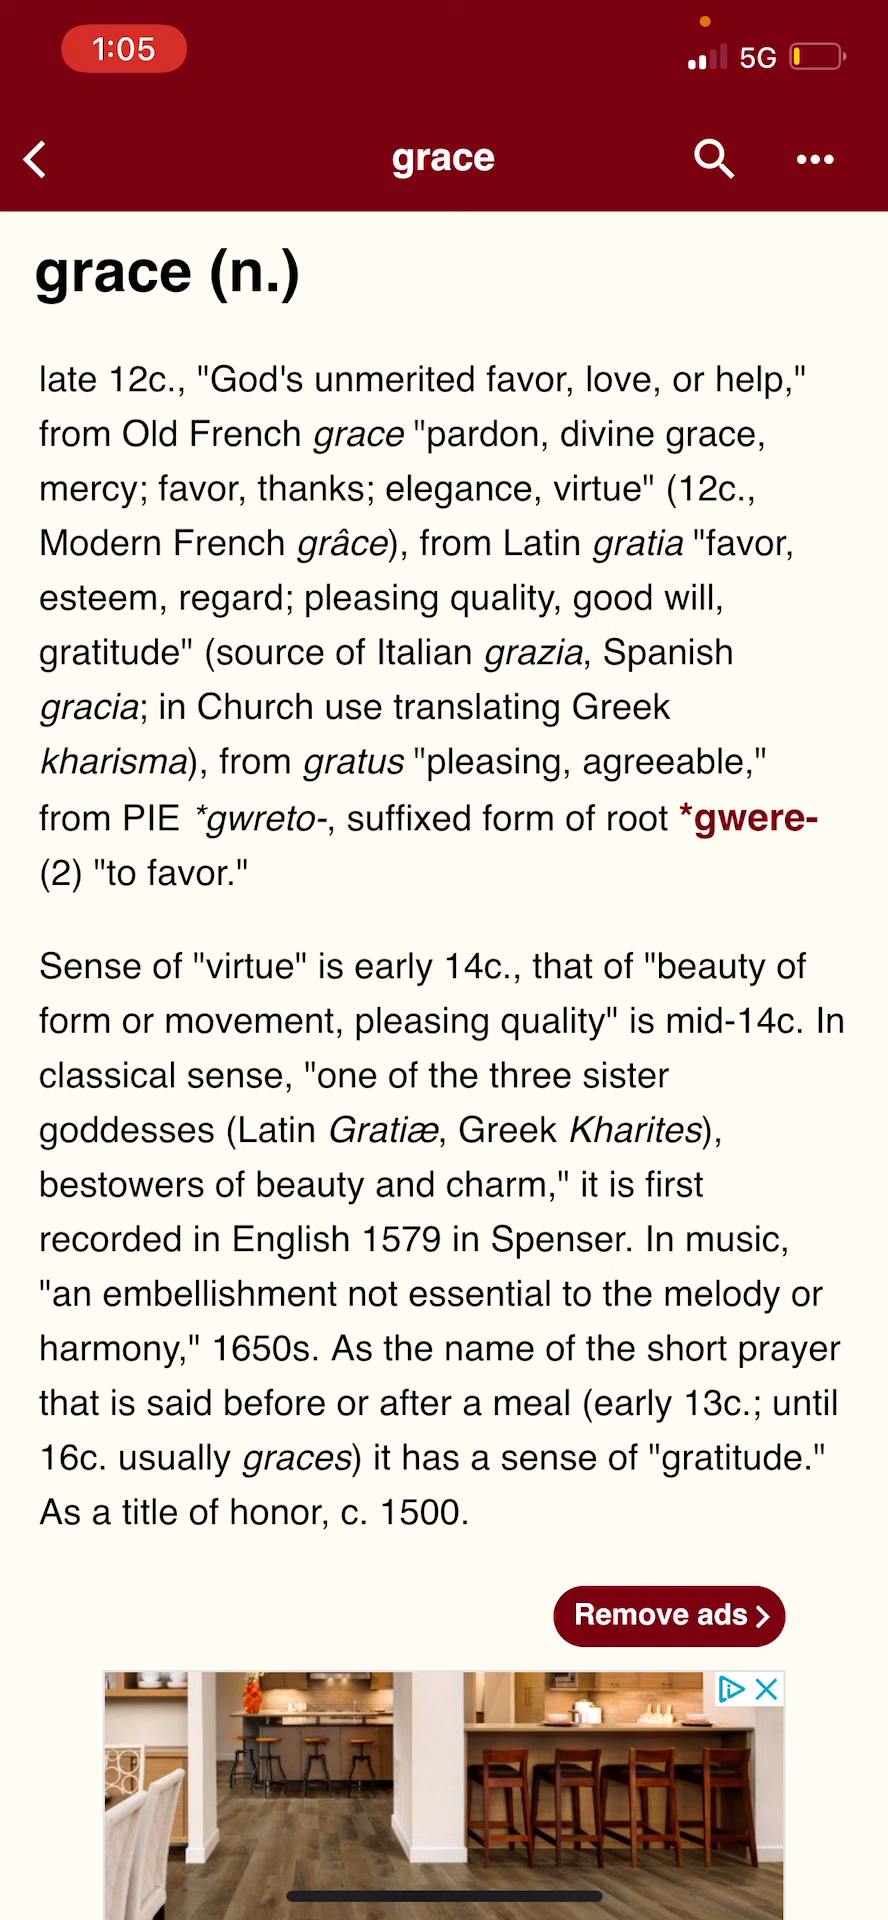 1:05
5G
grace
grace (n.)
late 12c., "God's unmerited favor, love, or help,"
from Old French grace "pardon, divine grace,
mercy; favor, thanks; elegance, virtue" (12c.,
Modern French grâce), from Latin gratia "favor,
esteem, regard; pleasing quality, good will,
gratitude" (source of Italian grazia, Spanish
gracia; in Church use translating Greek
kharisma), from gratus "pleasing, agreeable,"
from PIE *gwreto-, suffixed form of root *gwere-
(2) "to favor."
Sense of "virtue" is early 14c., that of "beauty of
form or movement, pleasing quality" is mid-14c. In
classical sense, "one of the three sister
goddesses (Latin Gratiæ, Greek Kharites),
bestowers of beauty and charm," it is first
recorded in English 1579 in Spenser. In music,
"an embellishment not essential to the melody or
harmony," 1650s. As the name of the short prayer
that is said before or after a meal (early 13c.; until
16c. usually graces) it has a sense of "gratitude."
As a title of honor, c. 1500.
Remove ads